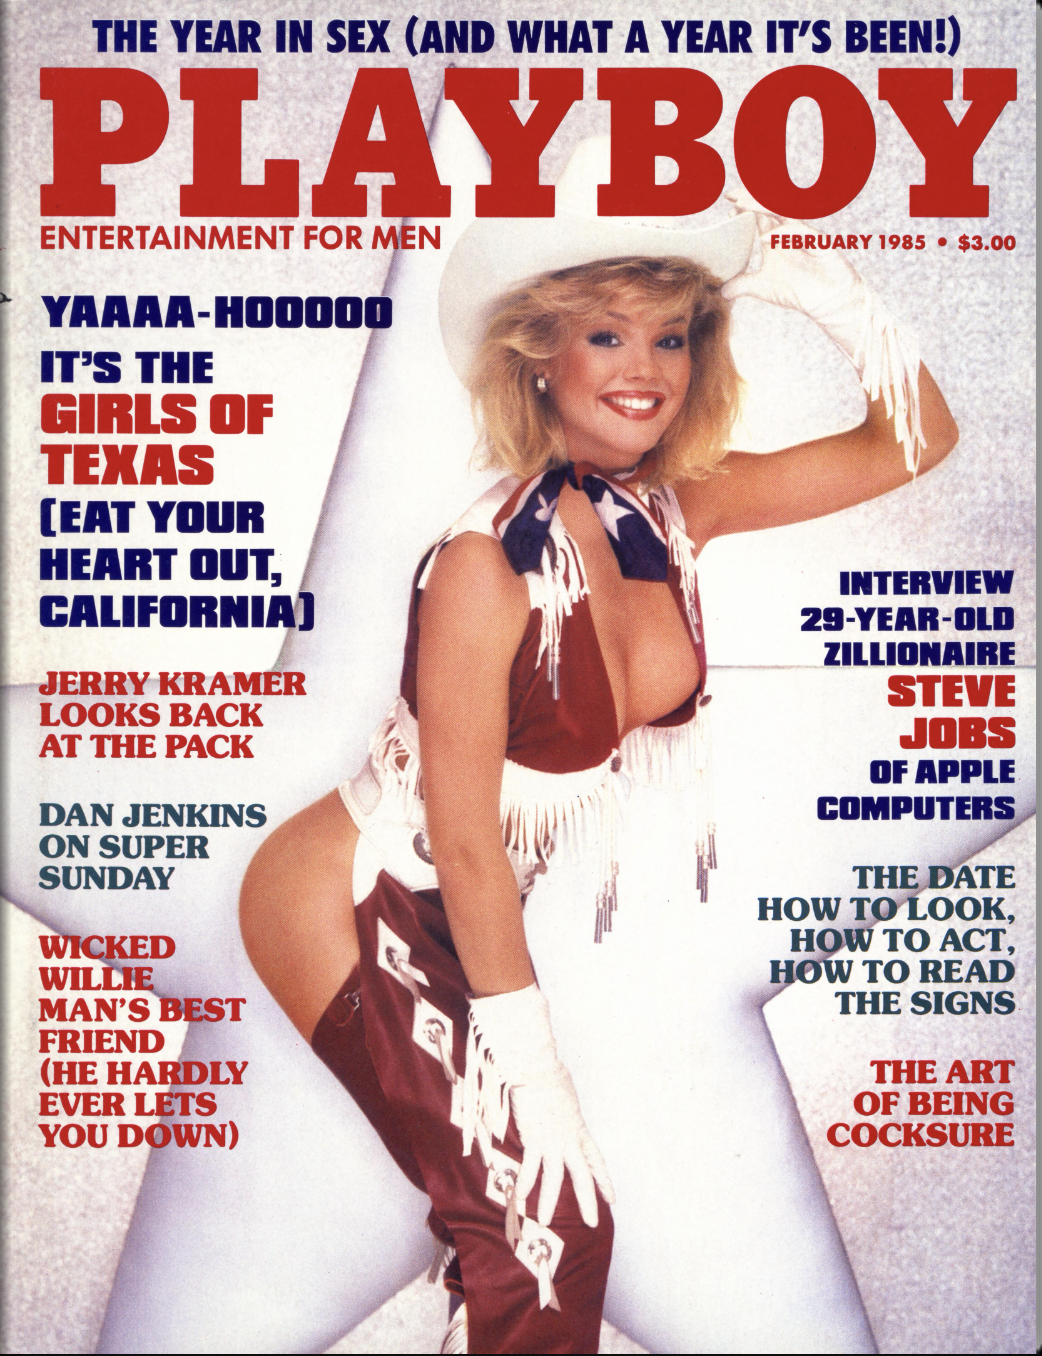 THE YEAR IN SEX (AND WHAT A YEAR IT'S BEEN!)
PLAYBOY
ENTERTAINMENT FOR MEN
FEBRUARY 1985 • $3.00
YAAAA-HOOOOO
IT'S THE
GIRLS OF
TEXAS
(EAT YOUR
HEART OUT,
CALIFORNIA)
JERRY KRAMER
LOOKS BACK
AT THE PACK
DAN JENKINS
ON SUPER
SUNDAY
WICKED
WILLIE
MAN'S BEST
FRIEND
(HE HARDLY
EVER LETS
YOU DOWN)
INTERVIEW
29-YEAR-OLD
ZILLIONAIRE
STEVE
JOBS
OF APPLE
COMPUTERS
THE DATE
HOW TO LOOK,
HOW TO ACT,
HOW TO READ
THE SIGNS
THE ART
OF BEING
COCKSURE